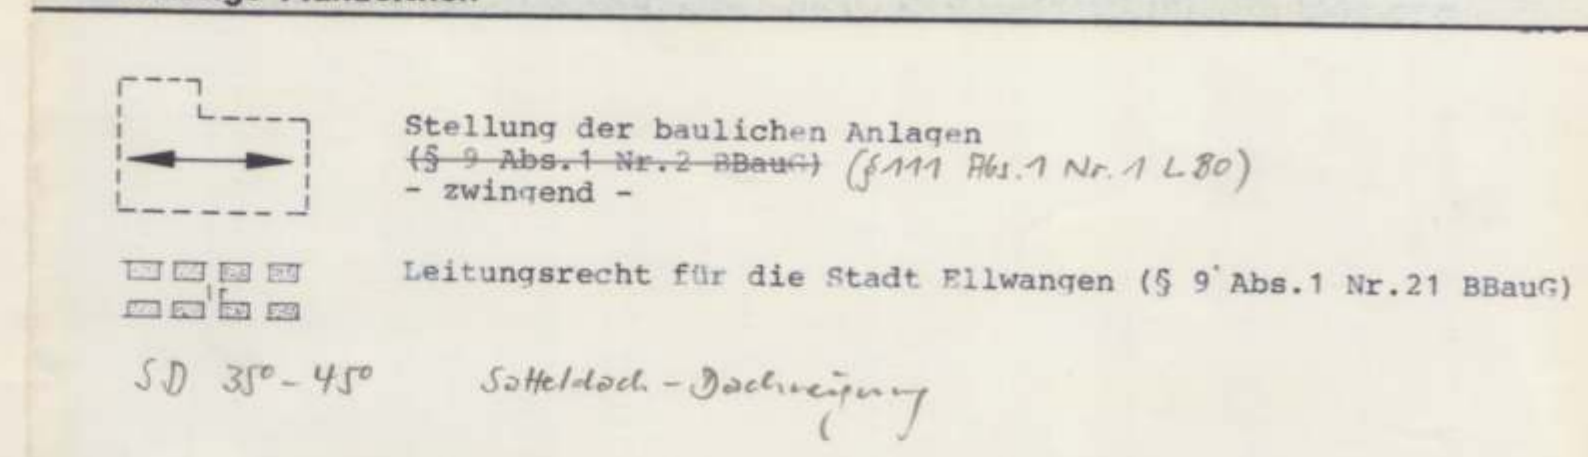 Stellung der baulichen Anlagen
(§ 9 Abs.1 Nr.2 BBauG) (§ 111 Abs.1 Nr.1 LBO)
- zwingend -
lr
Leitungsrecht für die Stadt Ellwangen (§ 9 Abs.1 Nr.21 BBauG)
SD 35° - 45° Satteldach - Dachneigung